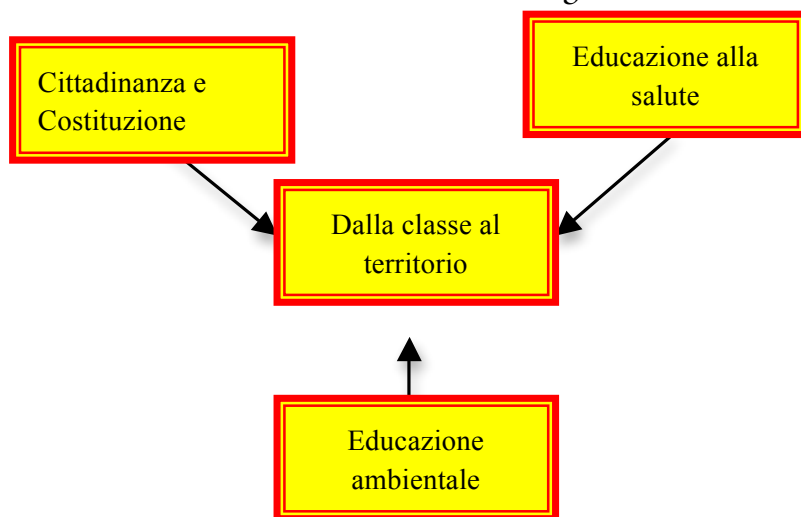 Cittadinanza e
Costituzione
Educazione alla
salute
Dalla classe al
territorio
Educazione
ambientale